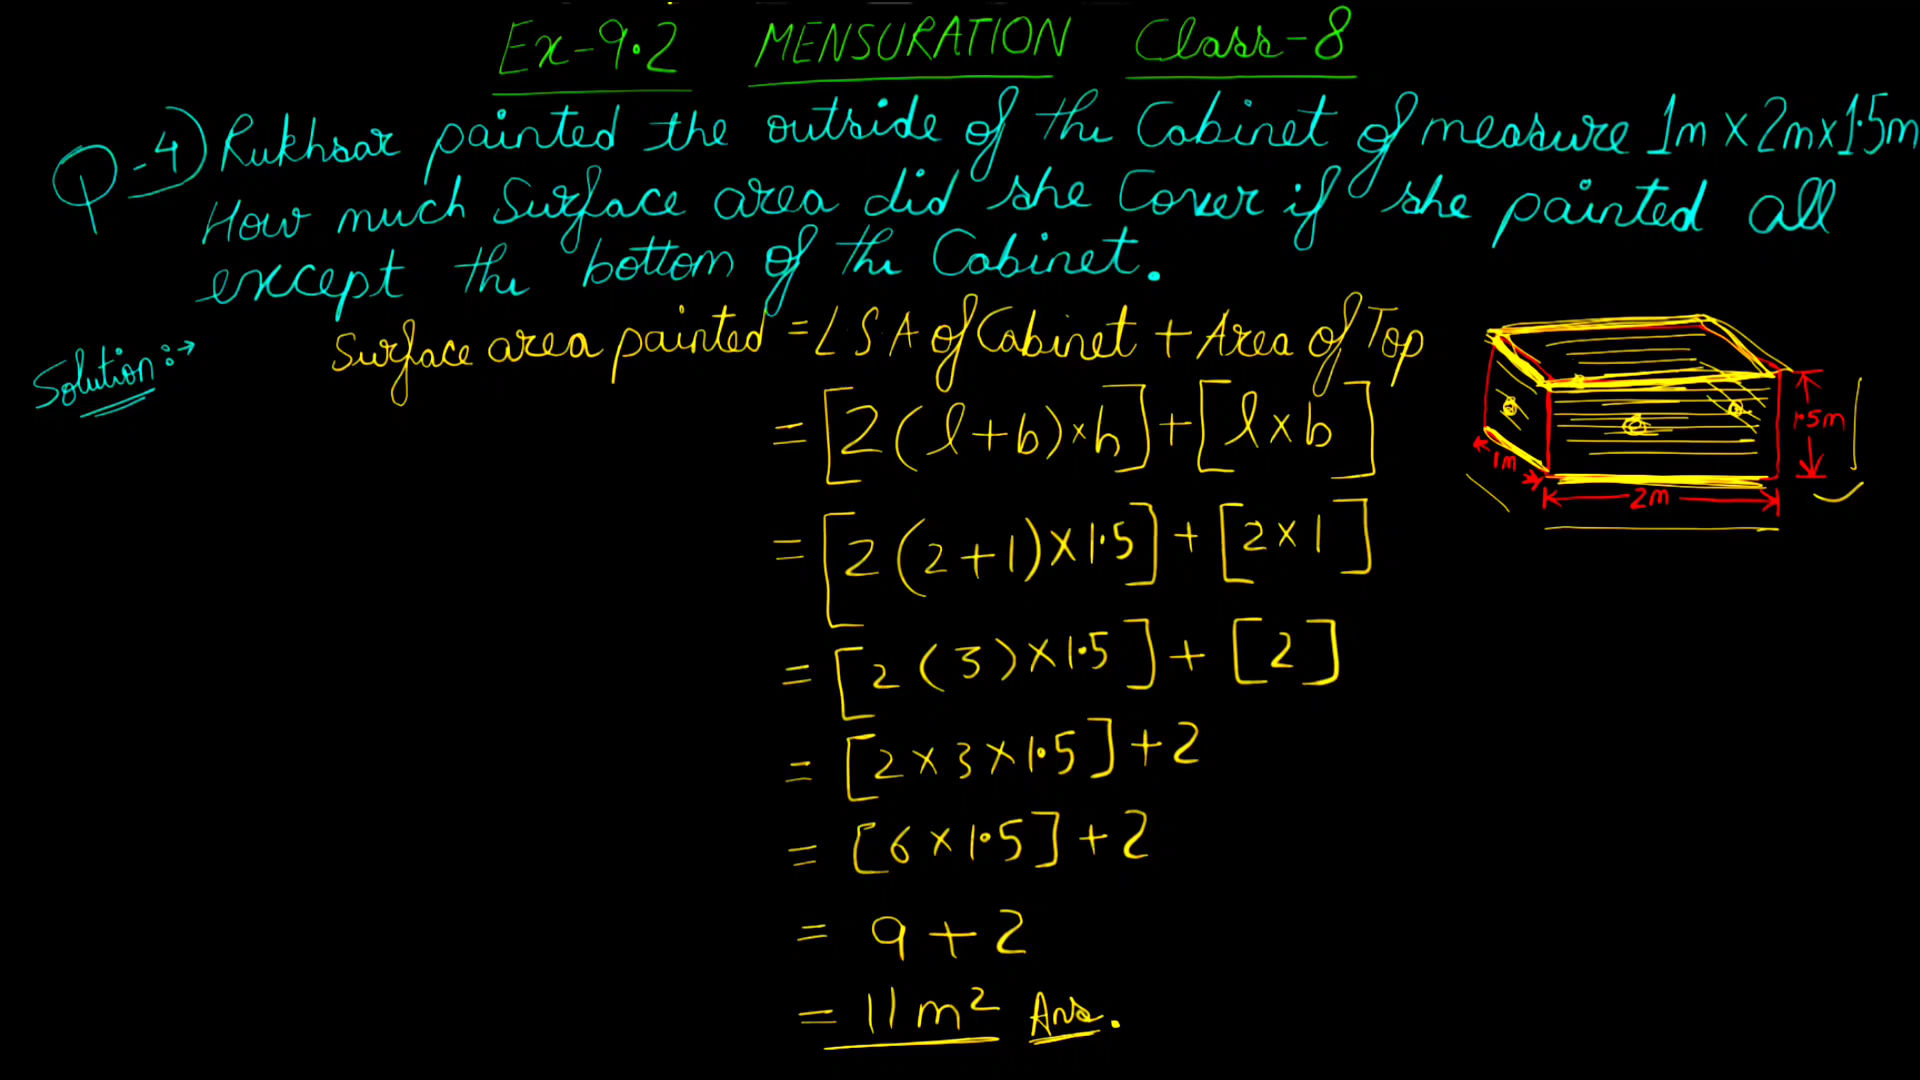 Ex-9.2 MENSURATION Class-8
Q-4) Rukhsar painted the outside of the Cabinet of measure 1m x 2m x 1.5m
How much Surface area did she Cover if she painted all
except the bottom of the Cabinet.
Solution:→ Surface area painted = LSA of Cabinet + Area of Top
= [2(l+b)×h]+[l×b]
= [2(2+1)×1.5]+[2×1]
= [2(3)×1.5]+[2]
= [2×3×1.5]+2
= [6×1.5]+2
= 9+2
= 11m² Ans.
1.5m
1m
2m